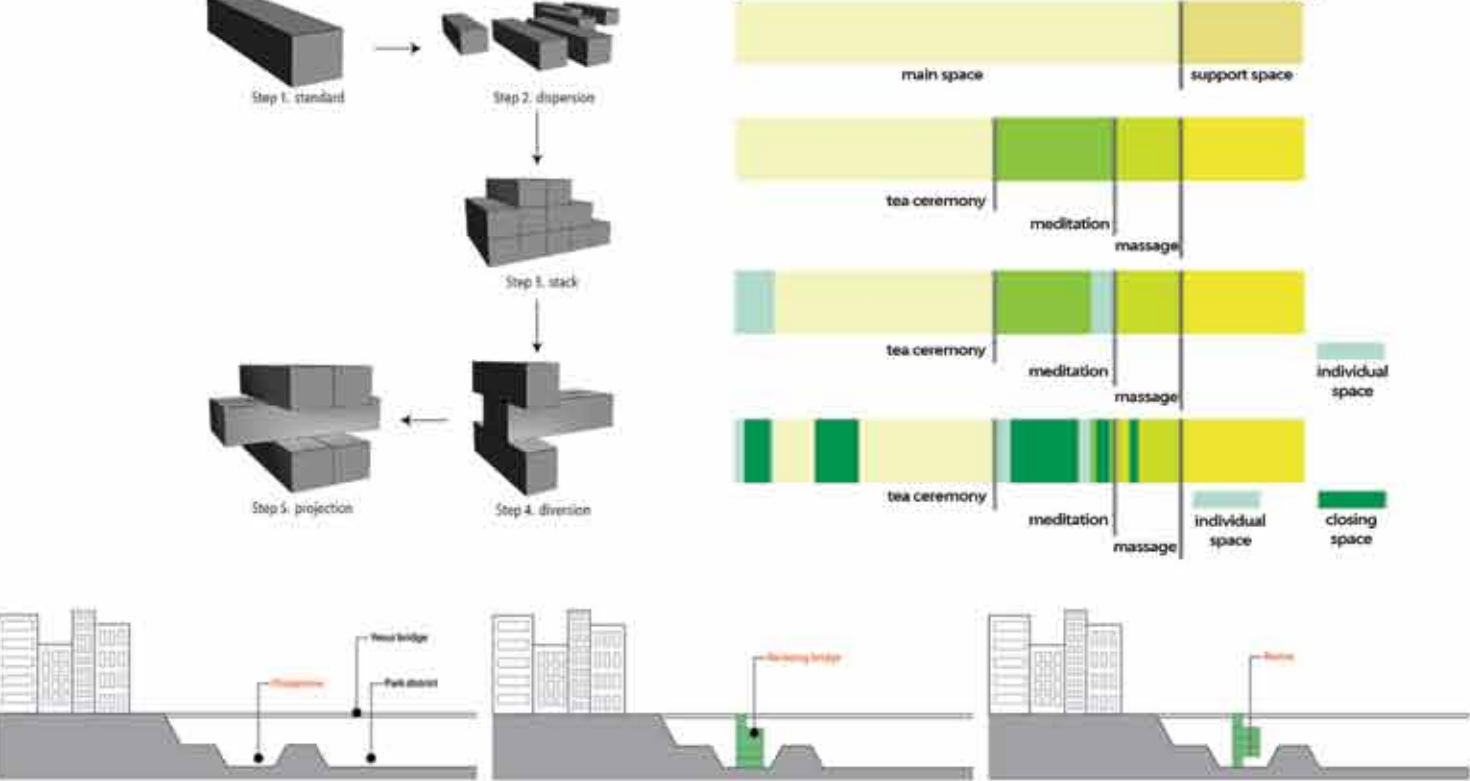 Step 1. standard
Step 2. dispersion
Step 3. stack
Step 5. projection
Step 4. diversion
main space
support space
tea ceremony
meditation
massage
tea ceremony
meditation
massage
individual
space
tea ceremony
meditation
massage
individual
space
closing
space
bridge
Park district
bridge